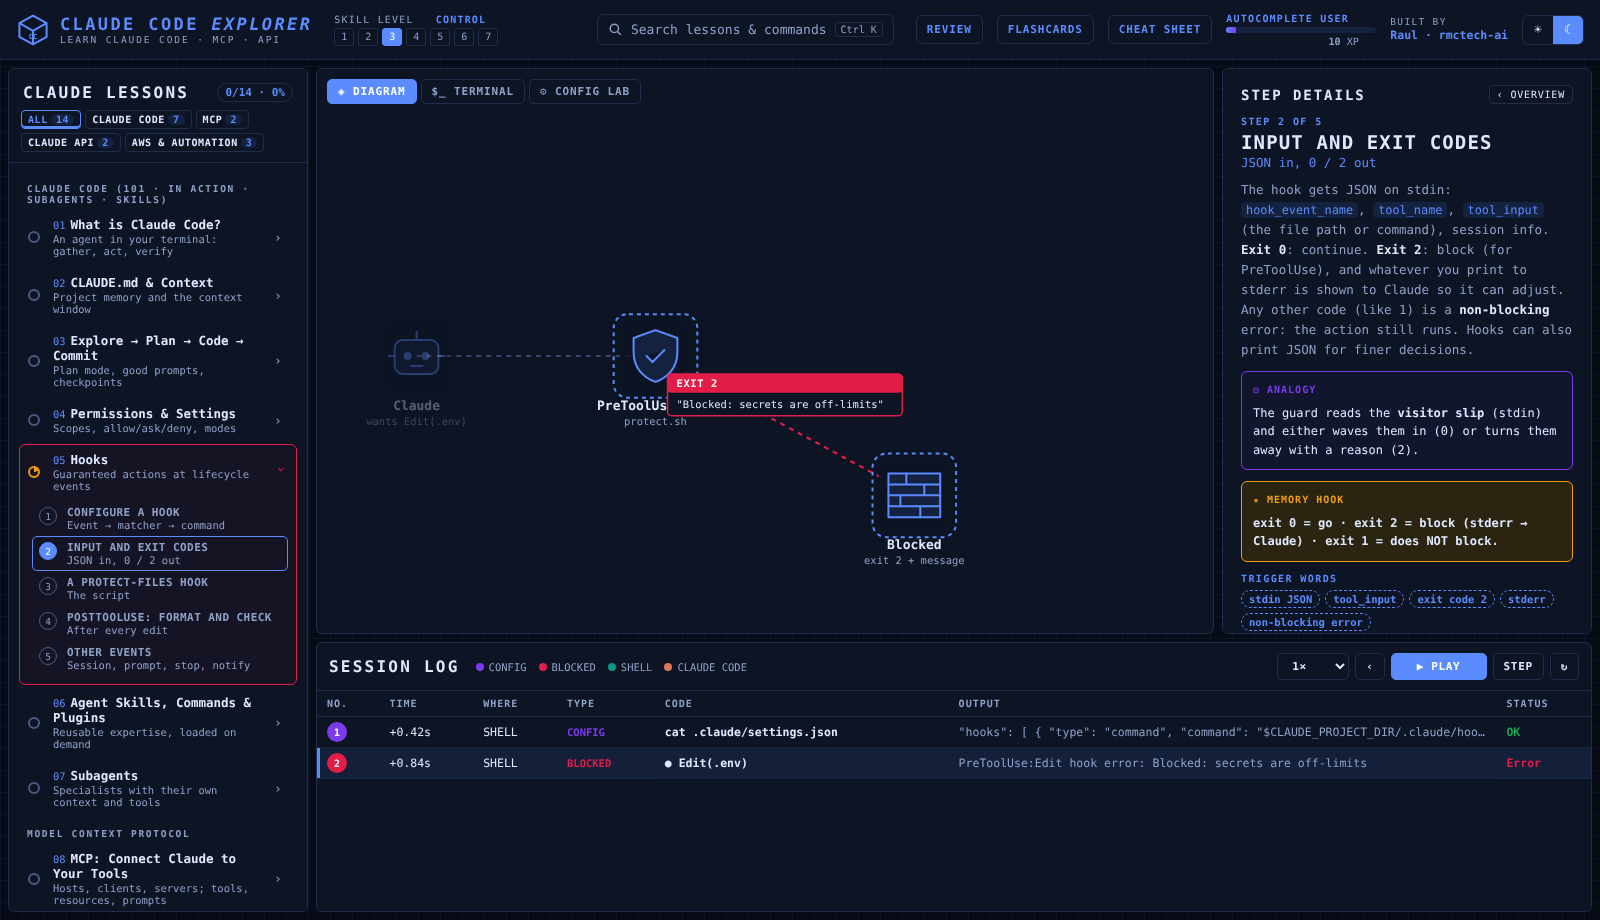 CLAUDE CODE EXPLORER
LEARN CLAUDE CODE · MCP · API
SKILL LEVEL CONTROL
1 2 3 4 5 6 7
Search lessons & commands Ctrl K
REVIEW
FLASHCARDS
CHEAT SHEET
AUTOCOMPLETE USER
10 XP
BUILT BY
Raul · rmctech-ai
CLAUDE LESSONS
0/14 · 0%
ALL 14
CLAUDE CODE 7
MCP 2
CLAUDE API 2
AWS & AUTOMATION 3
CLAUDE CODE (101 · IN ACTION ·
SUBAGENTS · SKILLS)
01 What is Claude Code?
An agent in your terminal:
gather, act, verify
02 CLAUDE.md & Context
Project memory and the context
window
03 Explore → Plan → Code →
Commit
Plan mode, good prompts,
checkpoints
04 Permissions & Settings
Scopes, allow/ask/deny, modes
05 Hooks
Guaranteed actions at lifecycle
events
1 CONFIGURE A HOOK
Event → matcher → command
2 INPUT AND EXIT CODES
JSON in, 0 / 2 out
3 A PROTECT-FILES HOOK
The script
4 POSTTOOLUSE: FORMAT AND CHECK
After every edit
5 OTHER EVENTS
Session, prompt, stop, notify
06 Agent Skills, Commands &
Plugins
Reusable expertise, loaded on
demand
07 Subagents
Specialists with their own
context and tools
MODEL CONTEXT PROTOCOL
08 MCP: Connect Claude to
Your Tools
Hosts, clients, servers; tools,
resources, prompts
◈ DIAGRAM
$_ TERMINAL
⚙ CONFIG LAB
Claude
wants Edit(.env)
PreToolUs
protect.sh
EXIT 2
"Blocked: secrets are off-limits"
Blocked
exit 2 + message
STEP DETAILS
‹ OVERVIEW
STEP 2 OF 5
INPUT AND EXIT CODES
JSON in, 0 / 2 out
The hook gets JSON on stdin:
hook_event_name, tool_name, tool_input
(the file path or command), session info.
Exit 0: continue. Exit 2: block (for
PreToolUse), and whatever you print to
stderr is shown to Claude so it can adjust.
Any other code (like 1) is a non-blocking
error: the action still runs. Hooks can also
print JSON for finer decisions.
ANALOGY
The guard reads the visitor slip (stdin)
and either waves them in (0) or turns them
away with a reason (2).
★ MEMORY HOOK
exit 0 = go · exit 2 = block (stderr →
Claude) · exit 1 = does NOT block.
TRIGGER WORDS
stdin JSON
tool_input
exit code 2
stderr
non-blocking error
SESSION LOG
CONFIG
BLOCKED
SHELL
CLAUDE CODE
1×
‹
▶ PLAY
STEP
↻
NO. TIME WHERE TYPE CODE OUTPUT STATUS
1 +0.42s SHELL CONFIG cat .claude/settings.json "hooks": [ { "type": "command", "command": "$CLAUDE_PROJECT_DIR/.claude/hoo… OK
2 +0.84s SHELL BLOCKED ● Edit(.env) PreToolUse:Edit hook error: Blocked: secrets are off-limits Error